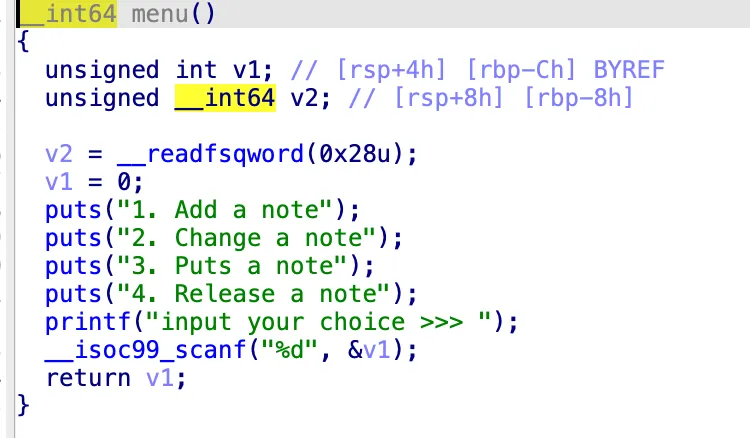 __int64 menu()
{
  unsigned int v1; // [rsp+4h] [rbp-Ch] BYREF
  unsigned __int64 v2; // [rsp+8h] [rbp-8h]

  v2 = __readfsqword(0x28u);
  v1 = 0;
  puts("1. Add a note");
  puts("2. Change a note");
  puts("3. Puts a note");
  puts("4. Release a note");
  printf("input your choice >>> ");
  __isoc99_scanf("%d", &v1);
  return v1;
}